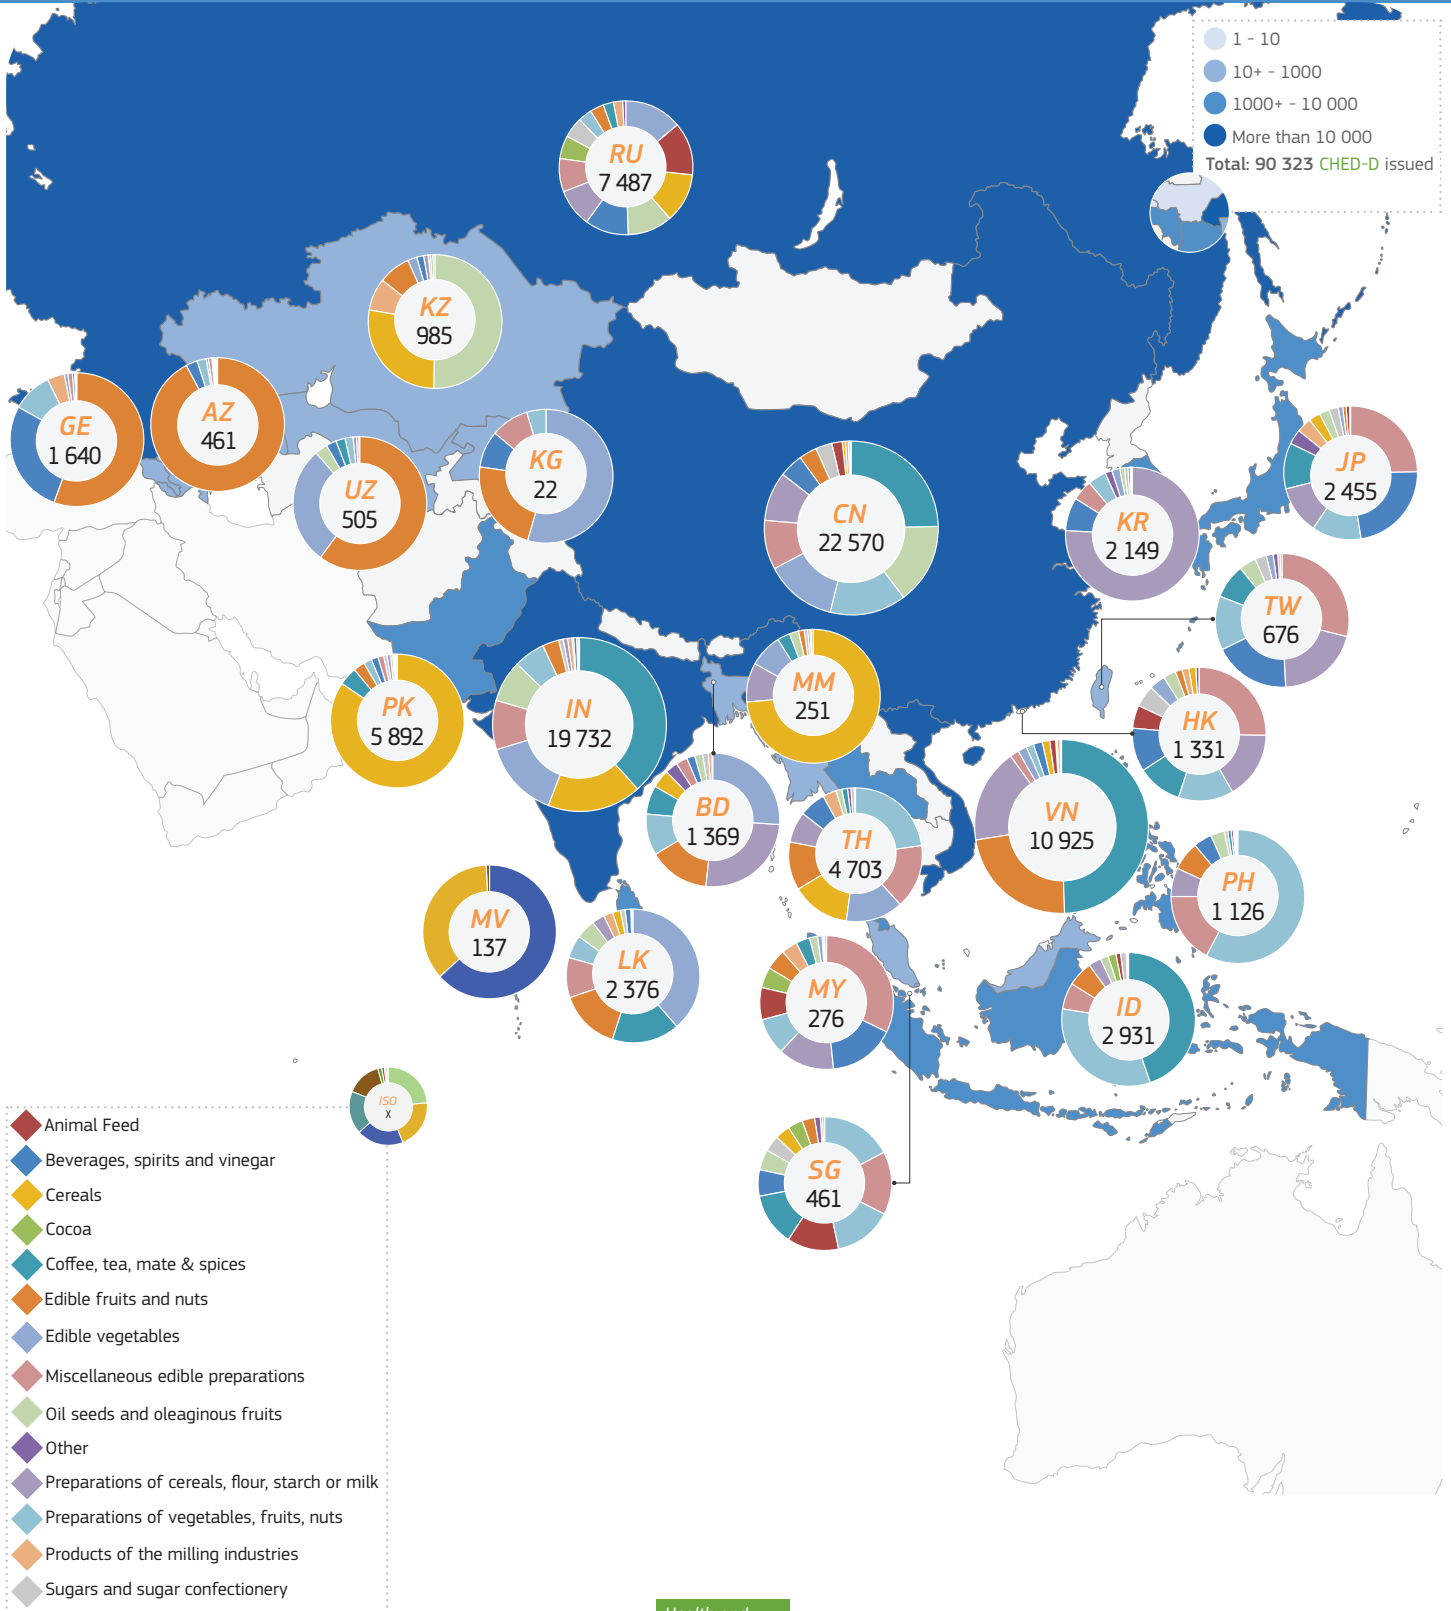 1 - 10
10+ - 1000
1000+ - 10 000
More than 10 000
Total: 90 323 CHED-D issued
RU
7 487
KZ
985
GE
1 640
AZ
461
UZ
505
KG
22
CN
22 570
JP
2 455
KR
2 149
TW
676
PK
5 892
IN
19 732
MM
251
HK
1 331
BD
1 369
TH
4 703
VN
10 925
PH
1 126
MV
137
LK
2 376
MY
276
ID
2 931
SG
461
ISO
X
Animal Feed
Beverages, spirits and vinegar
Cereals
Cocoa
Coffee, tea, mate & spices
Edible fruits and nuts
Edible vegetables
Miscellaneous edible preparations
Oil seeds and oleaginous fruits
Other
Preparations of cereals, flour, starch or milk
Preparations of vegetables, fruits, nuts
Products of the milling industries
Sugars and sugar confectionery